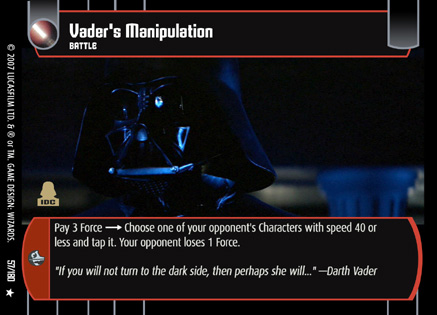 Vader's Manipulation
BATTLE
© 2007 LUCASFILM LTD. & ® or TM. GAME DESIGN: WIZARDS.
57/180 ★
IDC
Pay 3 Force ⟶ Choose one of your opponent's Characters with speed 40 or
less and tap it. Your opponent loses 1 Force.
"If you will not turn to the dark side, then perhaps she will..." —Darth Vader